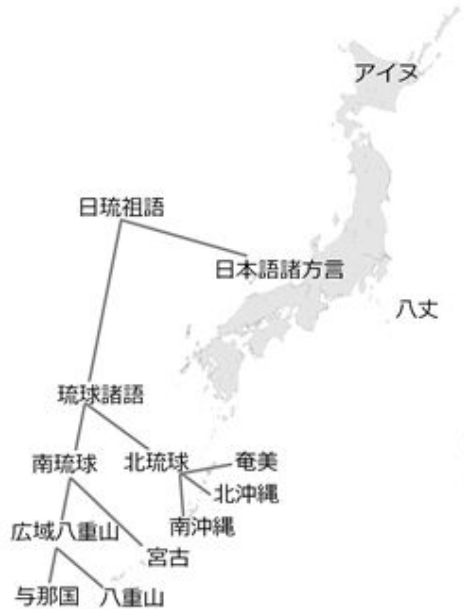 アイヌ
日琉祖語
日本語諸方言
八丈
琉球諸語
南琉球
北琉球
奄美
北沖縄
南沖縄
広域八重山
宮古
与那国
八重山